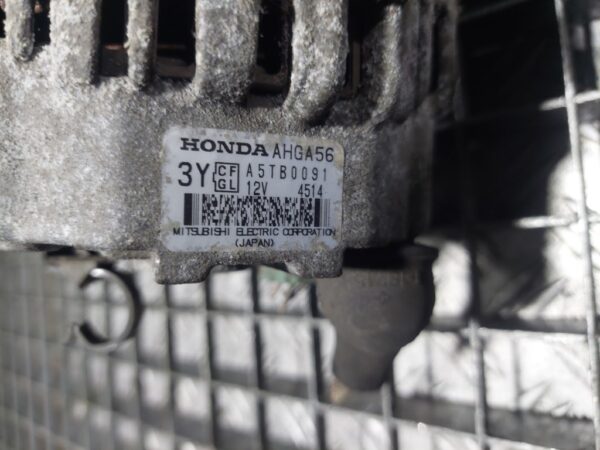 HONDA AHGA56
3Y CF GL A5TB0091
12V 4514
MITSUBISHI ELECTRIC CORPORATION
(JAPAN)